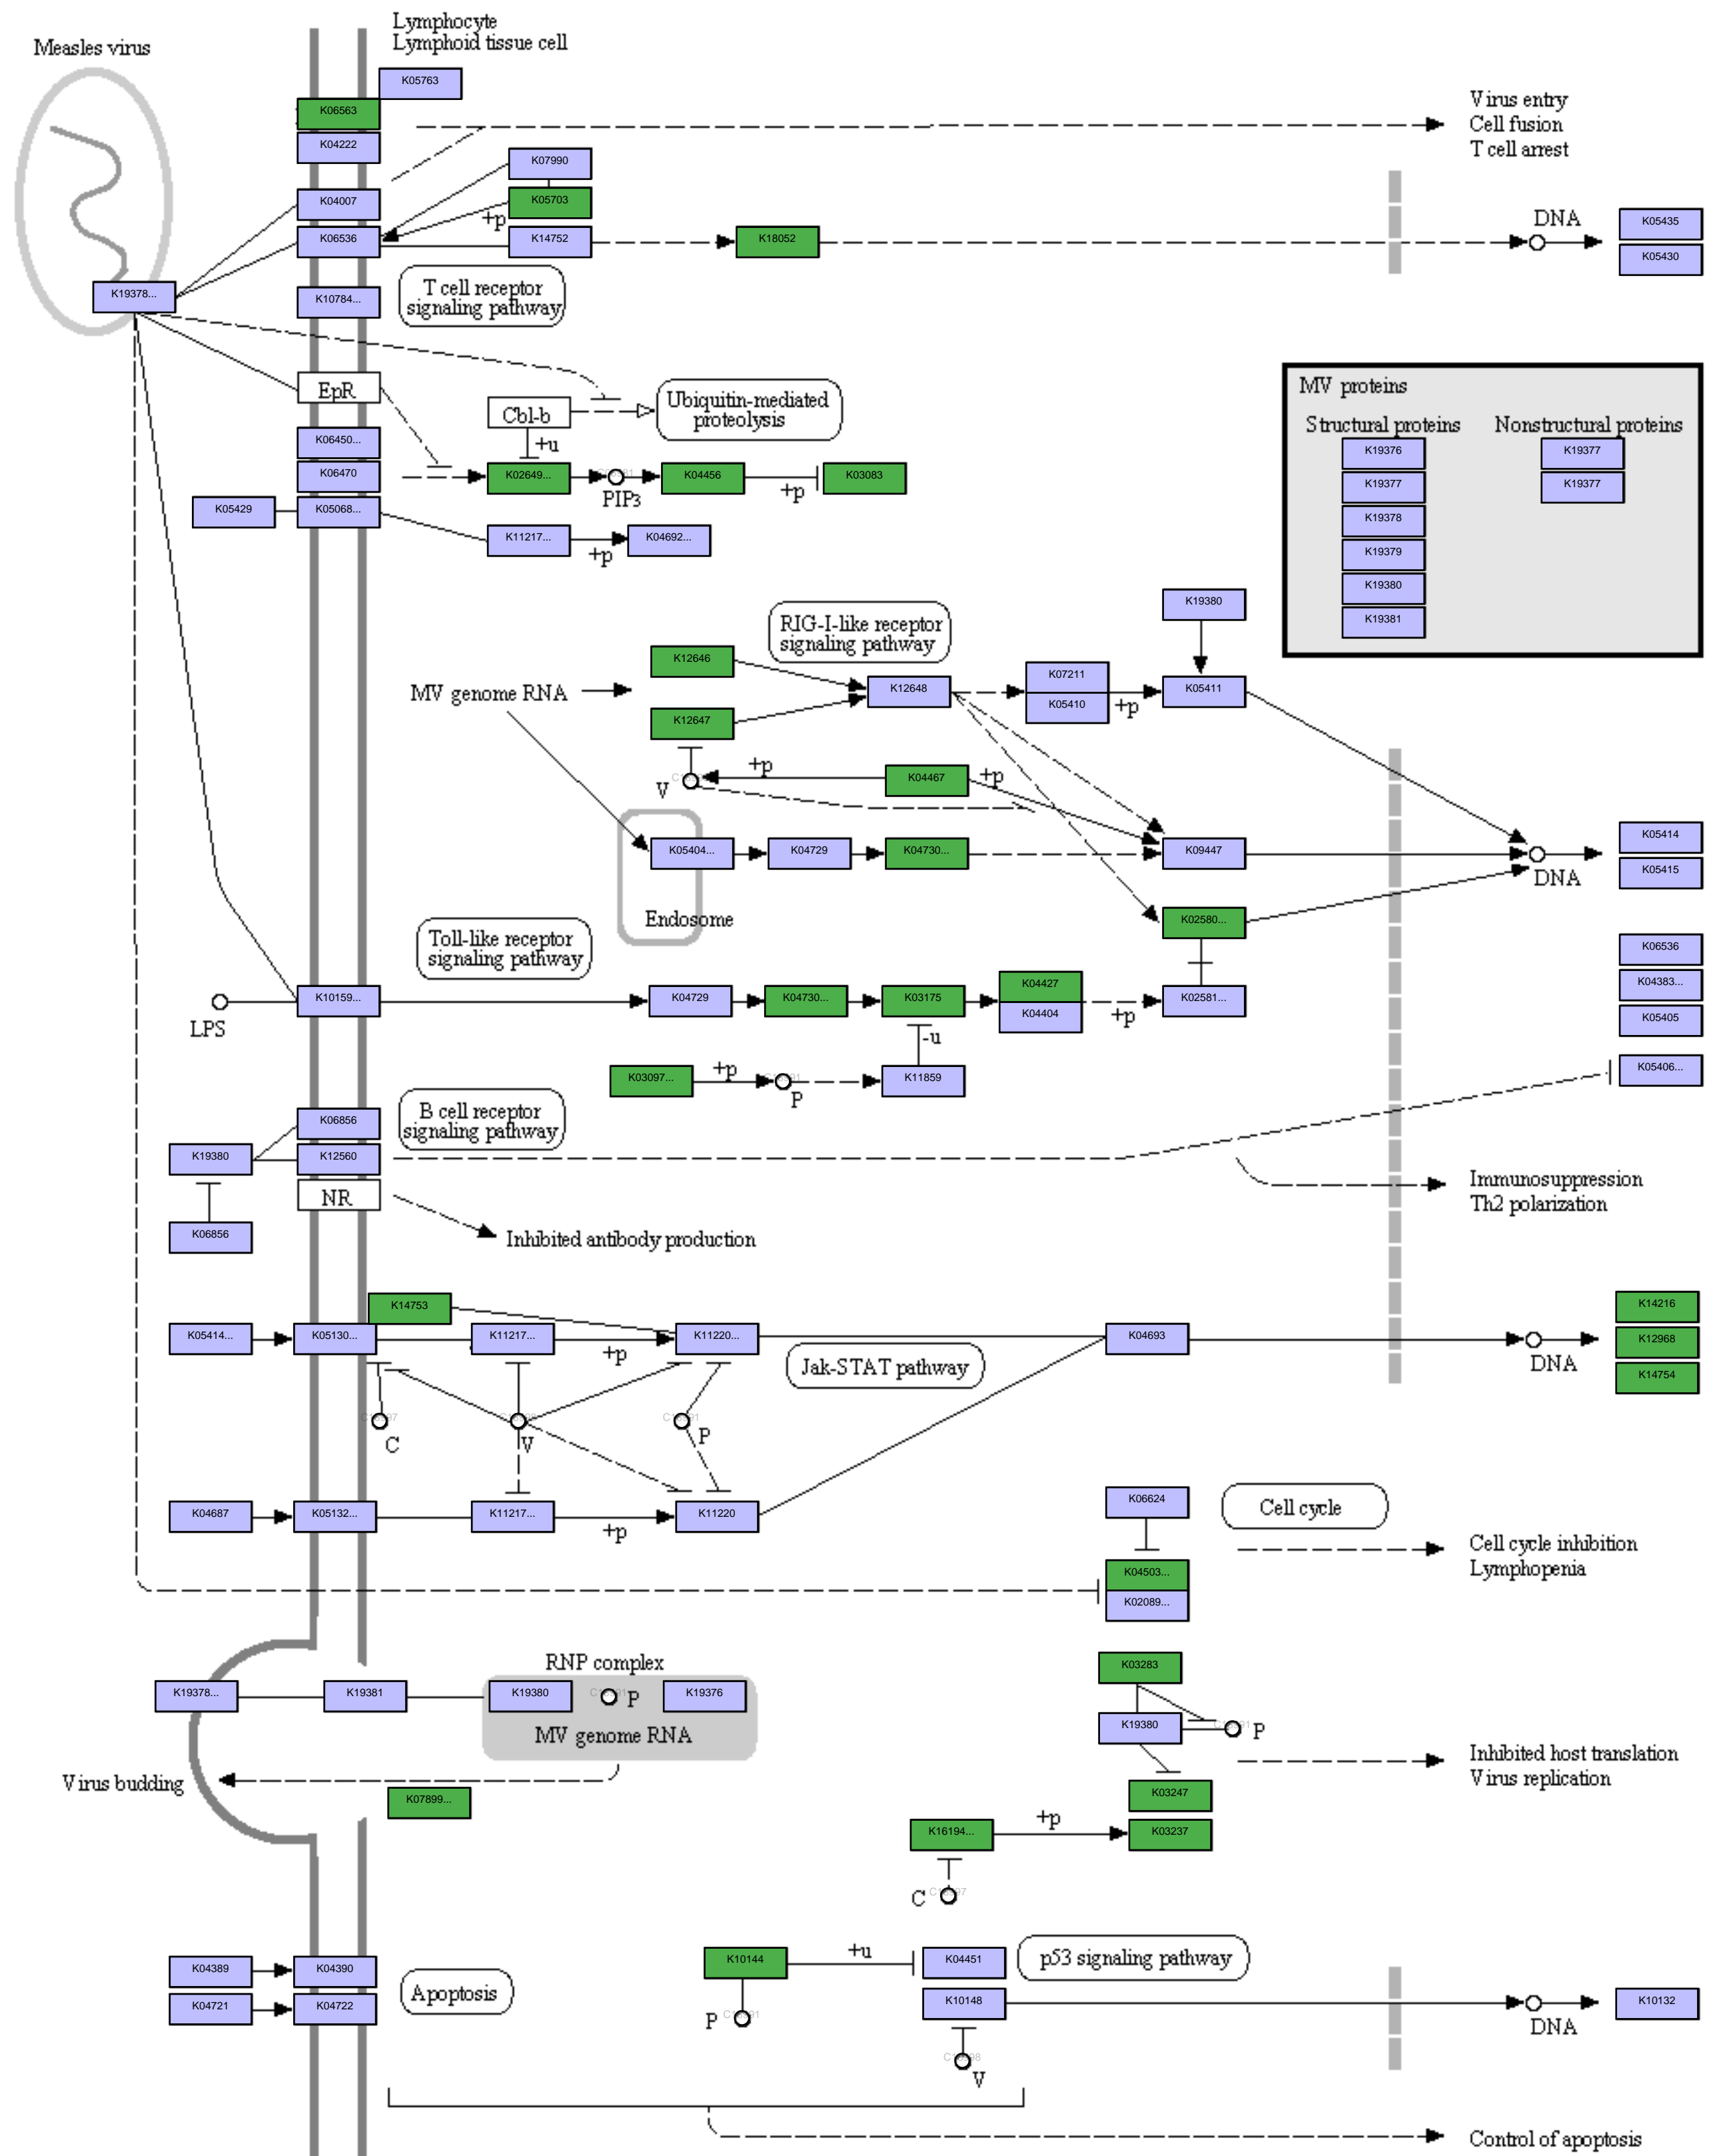 Lymphocyte
Lymphoid tissue cell
Measles virus
K05763
K06563
K04222
Virus entry
Cell fusion
T cell arrest
K07990
K04007
K05703
+p
K06536
K14752
K18052
DNA
K05435
K05430
K19378...
K10784...
T cell receptor
signaling pathway
EpR
Cbl-b
+u
Ubiquitin-mediated
proteolysis
MV proteins
Structural proteins
Nonstructural proteins
K19376
K19377
K19377
K19377
K19378
K19379
K19380
K19381
K06450...
K06470
K02649...
PIP3
K04456
+p
K03083
K05429
K05068...
K11217...
+p
K04692...
K19380
RIG-I-like receptor
signaling pathway
K12646
MV genome RNA
K12648
K07211
K05410
+p
K05411
K12647
+p
K04467
+p
V
K05404...
K04729
K04730...
K09447
DNA
K05414
K05415
Endosome
K02580...
Toll-like receptor
signaling pathway
K06536
K04383...
K05405
K05406...
LPS
K10159...
K04729
K04730...
K03175
K04427
K04404
+p
K02581...
-u
K03097...
+p
P
K11859
B cell receptor
signaling pathway
K06856
K19380
K12560
NR
K06856
Immunosuppression
Th2 polarization
Inhibited antibody production
K14753
K05414...
K05130...
K11217...
+p
K11220...
Jak-STAT pathway
K04693
DNA
K14216
K12968
K14754
C
V
P
K04687
K05132...
K11217...
+p
K11220
K06624
Cell cycle
K04503...
K02089...
Cell cycle inhibition
Lymphopenia
RNP complex
K19378...
K19381
K19380
P
K19376
MV genome RNA
Virus budding
K07899...
K03283
K19380
P
Inhibited host translation
Virus replication
K03247
K16194...
+p
K03237
C
K04389
K04390
K04721
K04722
Apoptosis
K10144
+u
K04451
p53 signaling pathway
P
K10148
DNA
K10132
V
Control of apoptosis